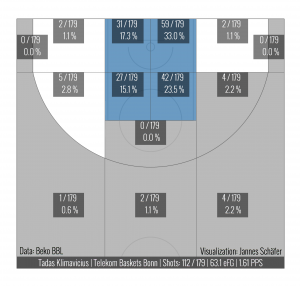 2 / 179 31 / 179 59 / 179 2 / 179
1.1 % 17.3 % 33.0 % 1.1 %
0 / 179 0 / 179
0.0 % 0.0 %
5 / 179 27 / 179 42 / 179 4 / 179
2.8 % 15.1 % 23.5 % 2.2 %
0 / 179
0.0 %
1 / 179 2 / 179 4 / 179
0.6 % 1.1 % 2.2 %
Data: Beko BBL Visualization: Jannes Schäfer
Tadas Klimavicius | Telekom Baskets Bonn | Shots: 112 / 179 | 63.1 eFG | 1.61 PPS